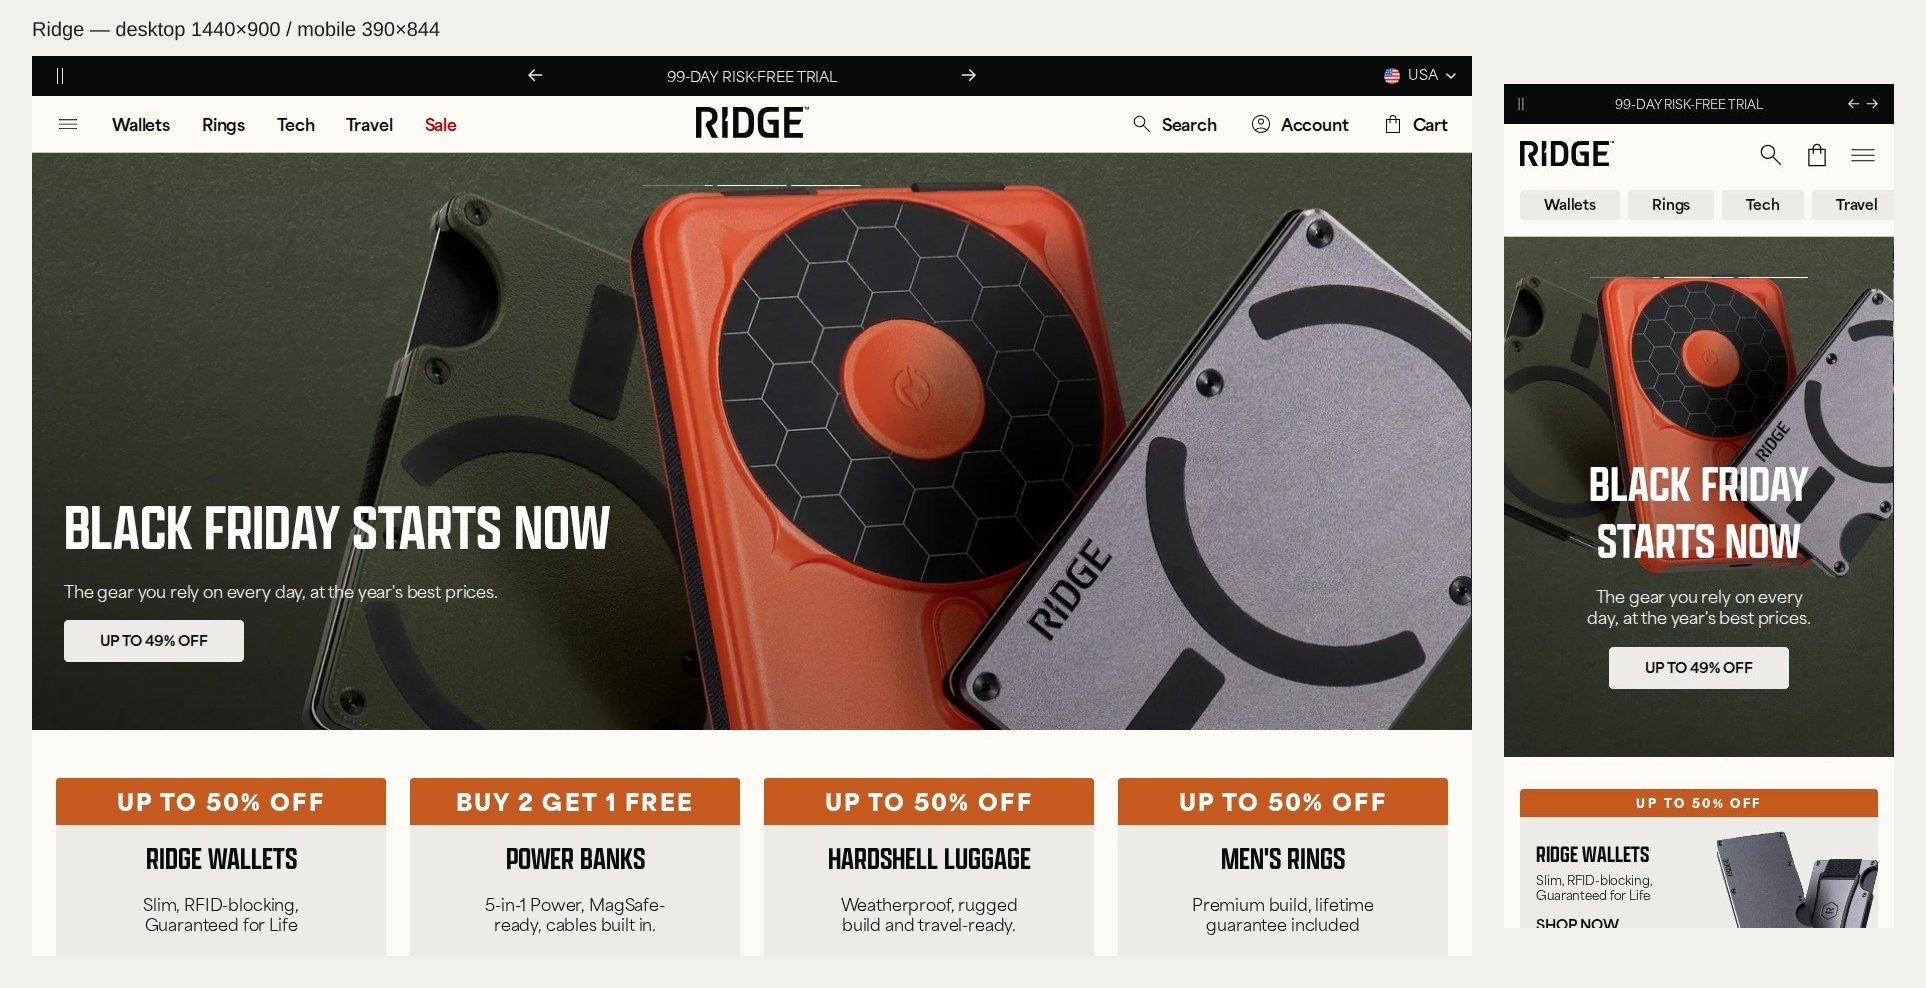 Ridge — desktop 1440×900 / mobile 390×844
99-DAY RISK-FREE TRIAL
USA
Wallets
Rings
Tech
Travel
Sale
RIDGE™
Search
Account
Cart
RIDGE
BLACK FRIDAY STARTS NOW
The gear you rely on every day, at the year's best prices.
UP TO 49% OFF
UP TO 50% OFF
RIDGE WALLETS
Slim, RFID-blocking,
Guaranteed for Life
BUY 2 GET 1 FREE
POWER BANKS
5-in-1 Power, MagSafe-
ready, cables built in.
UP TO 50% OFF
HARDSHELL LUGGAGE
Weatherproof, rugged
build and travel-ready.
UP TO 50% OFF
MEN'S RINGS
Premium build, lifetime
guarantee included
99-DAY RISK-FREE TRIAL
RIDGE™
Wallets
Rings
Tech
Travel
RIDGE
BLACK FRIDAY
STARTS NOW
The gear you rely on every
day, at the year's best prices.
UP TO 49% OFF
UP TO 50% OFF
RIDGE WALLETS
Slim, RFID-blocking,
Guaranteed for Life
SHOP NOW